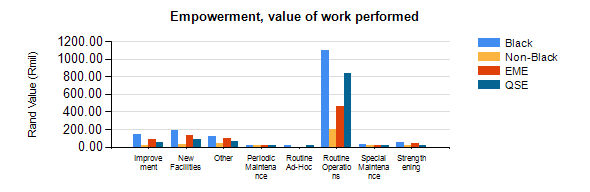 Empowerment, value of work performed
Rand Value (Rmil)
1200.00
1000.00
800.00
600.00
400.00
200.00
0.00
Improve
ment
New
Facilities
Other
Periodic
Maintena
nce
Routine
Ad-Hoc
Routine
Operatio
ns
Special
Maintena
nce
Strength
ening
Black
Non-Black
EME
QSE